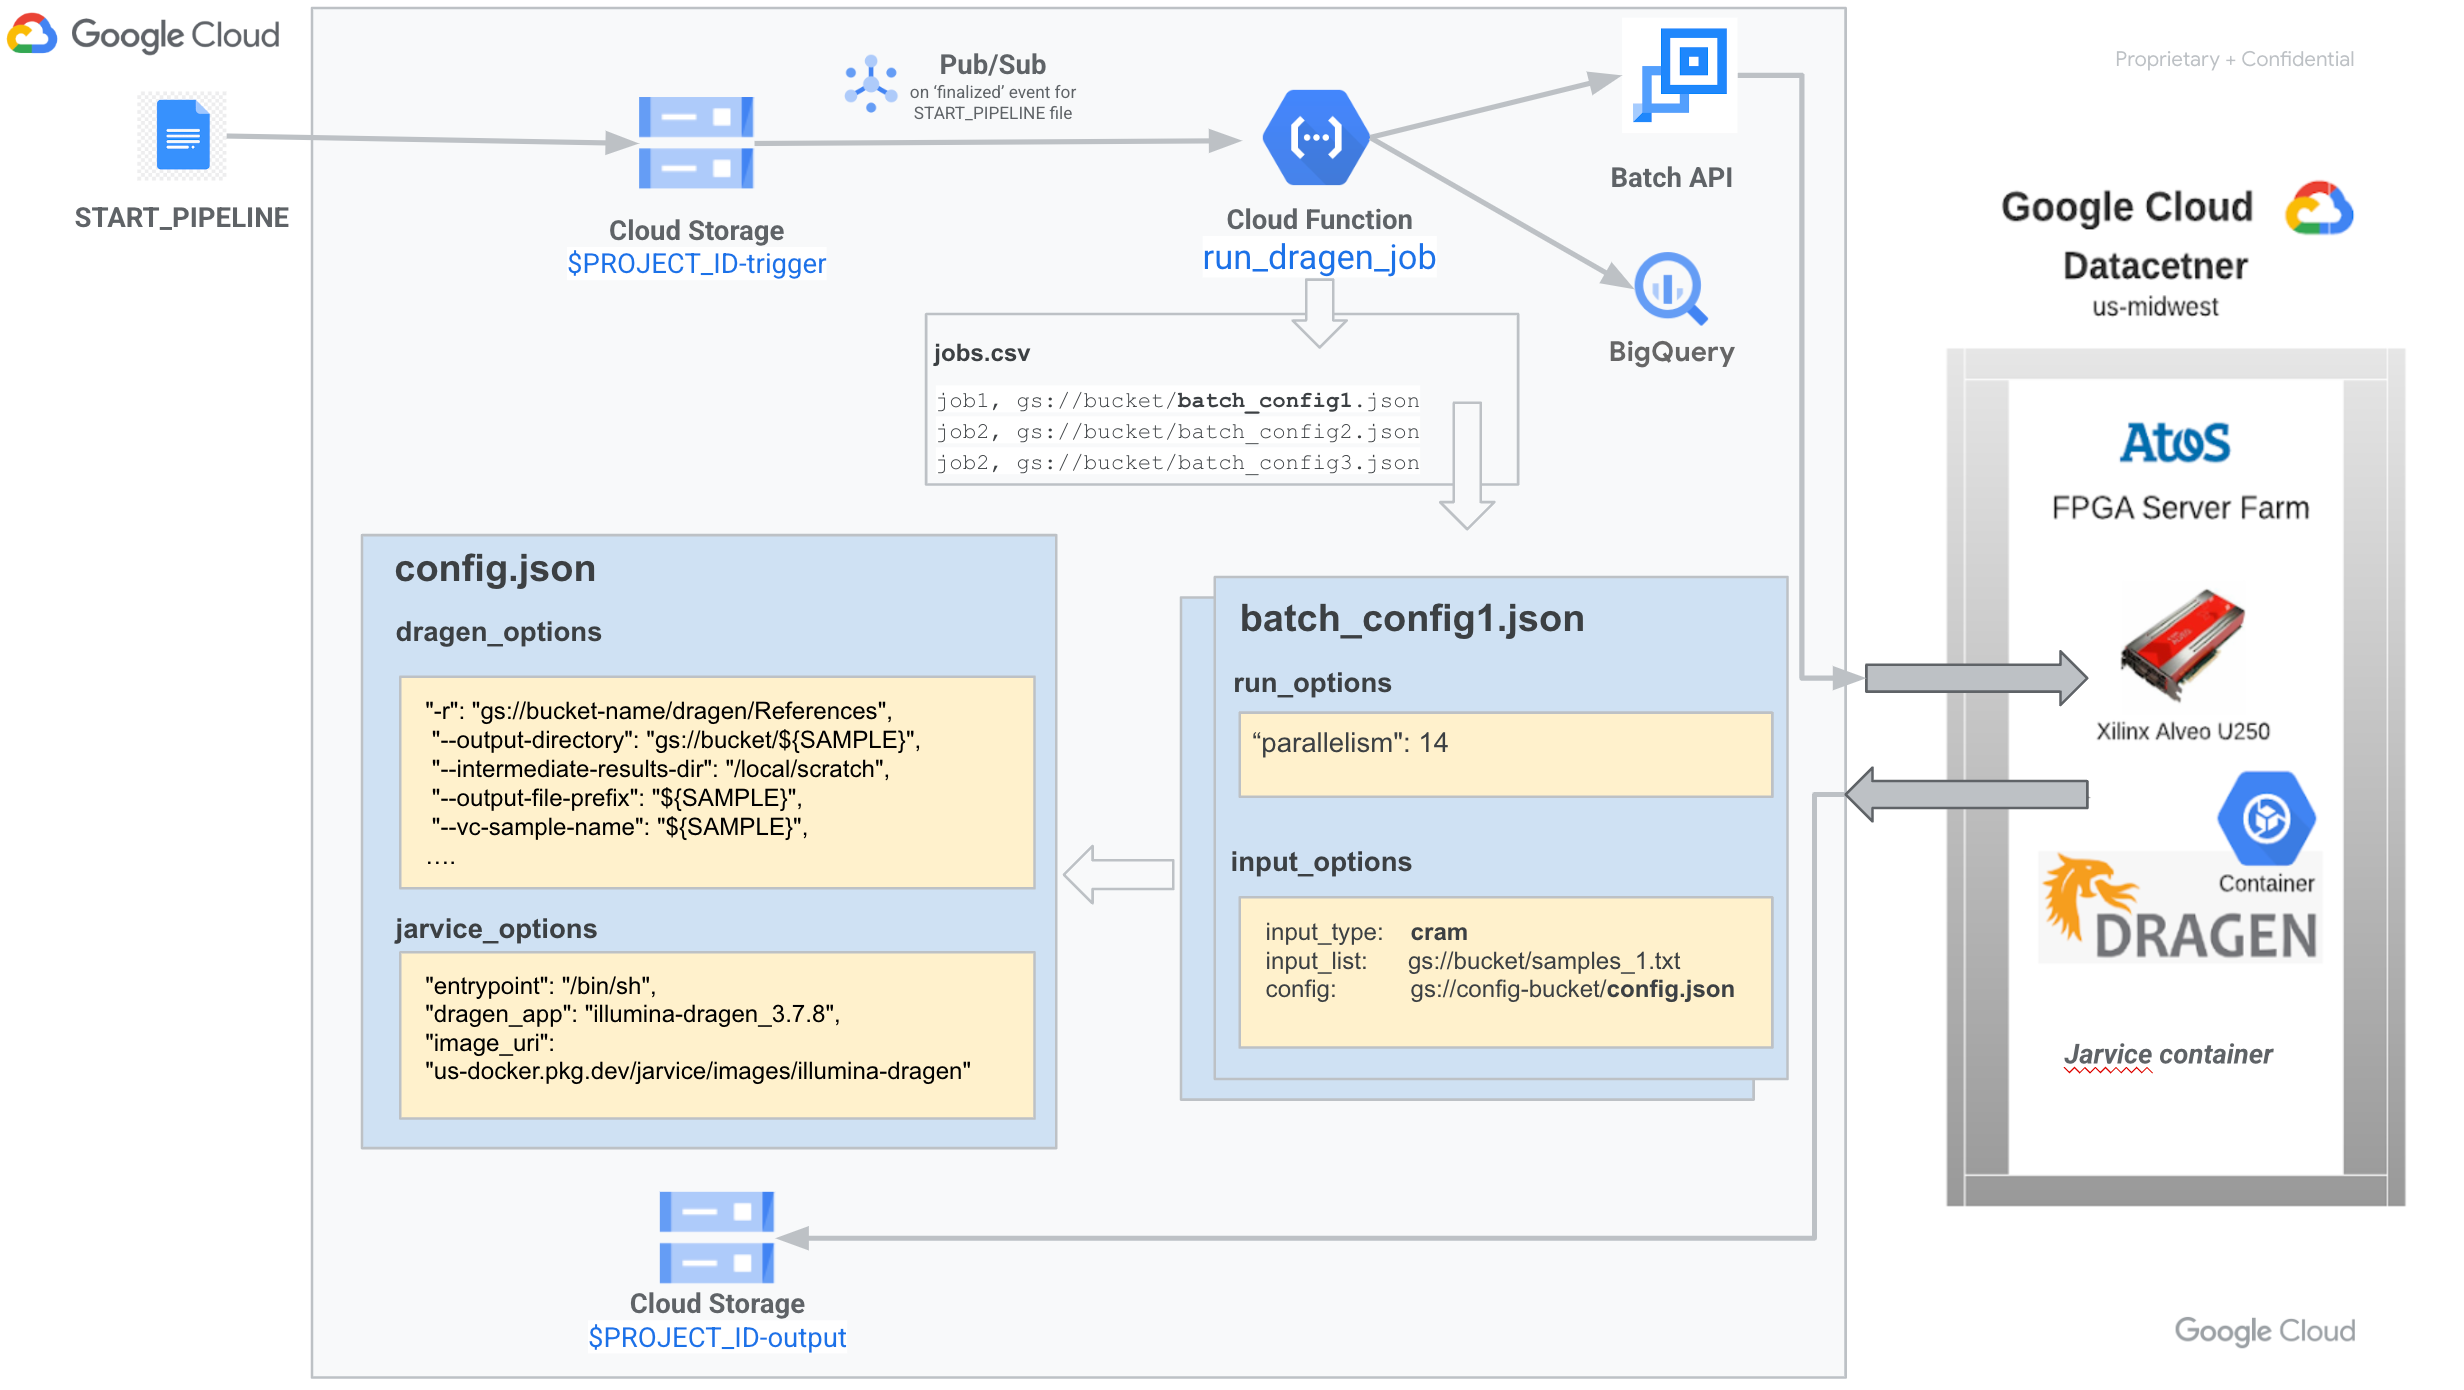 Google Cloud
Proprietary + Confidential
START_PIPELINE
Cloud Storage
$PROJECT_ID-trigger
Pub/Sub
on ‘finalized’ event for
START_PIPELINE file
Cloud Function
run_dragen_job
Batch API
BigQuery
jobs.csv
job1, gs://bucket/batch_config1.json
job2, gs://bucket/batch_config2.json
job2, gs://bucket/batch_config3.json
config.json
dragen_options
"-r": "gs://bucket-name/dragen/References",
"--output-directory": "gs://bucket/${SAMPLE}",
"--intermediate-results-dir": "/local/scratch",
"--output-file-prefix": "${SAMPLE}",
"--vc-sample-name": "${SAMPLE}",
....
jarvice_options
"entrypoint": "/bin/sh",
"dragen_app": "illumina-dragen_3.7.8",
"image_uri":
"us-docker.pkg.dev/jarvice/images/illumina-dragen"
batch_config1.json
run_options
“parallelism": 14
input_options
input_type: cram
input_list: gs://bucket/samples_1.txt
config: gs://config-bucket/config.json
Cloud Storage
$PROJECT_ID-output
Google Cloud
Datacetner
us-midwest
Atos
FPGA Server Farm
Xilinx Alveo U250
Container
DRAGEN
Jarvice container
Google Cloud